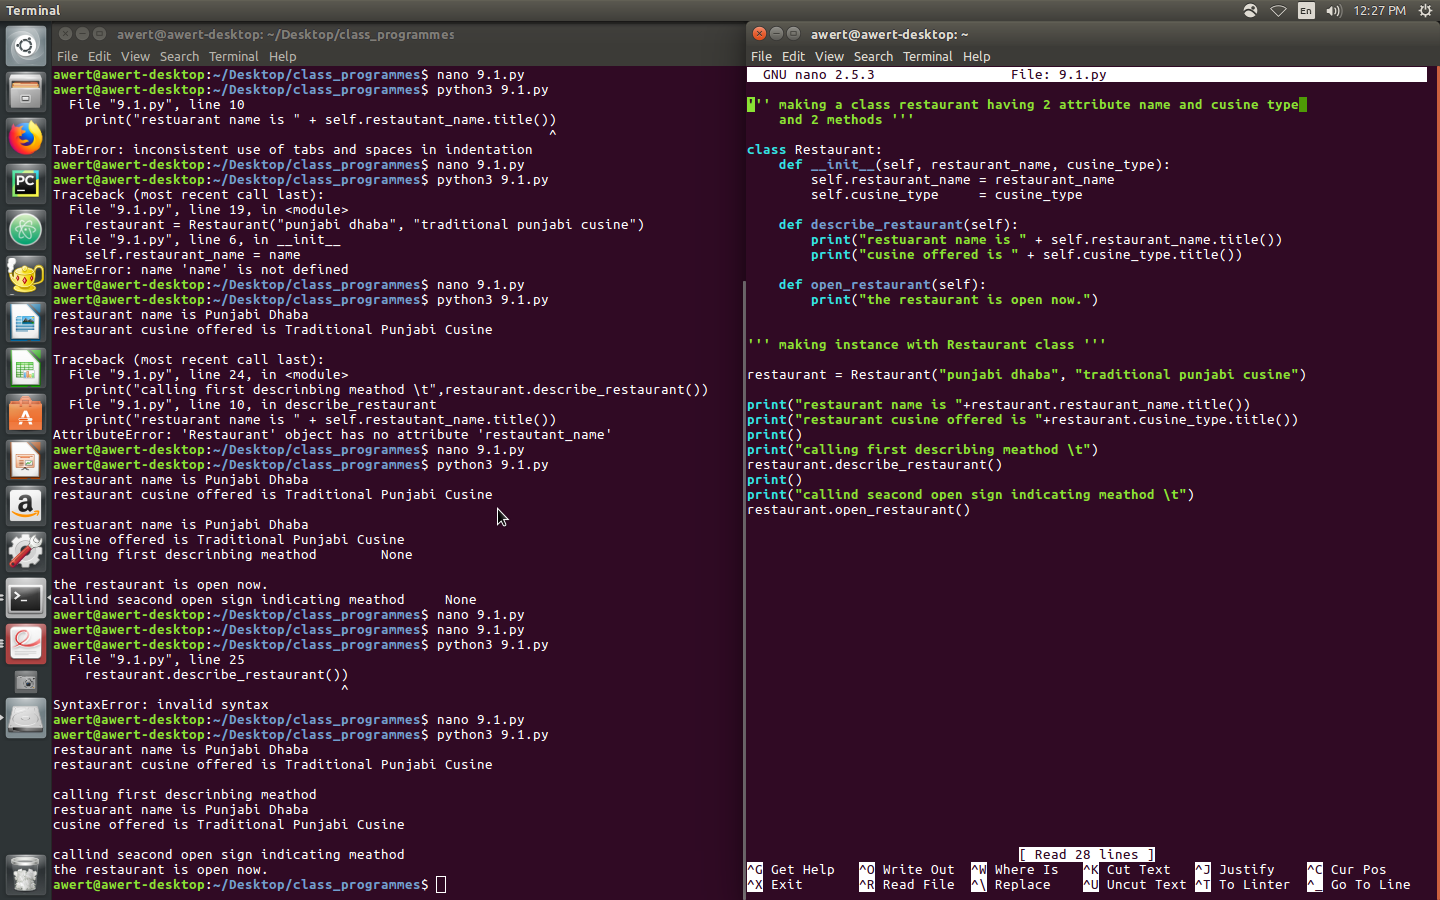 Terminal
En
12:27 PM
awert@awert-desktop: ~/Desktop/class_programmes
File Edit View Search Terminal Help
awert@awert-desktop:~/Desktop/class_programmes$ nano 9.1.py
awert@awert-desktop:~/Desktop/class_programmes$ python3 9.1.py
  File "9.1.py", line 10
    print("restuarant name is " + self.restautant_name.title())
                                                              ^
TabError: inconsistent use of tabs and spaces in indentation
awert@awert-desktop:~/Desktop/class_programmes$ nano 9.1.py
awert@awert-desktop:~/Desktop/class_programmes$ python3 9.1.py
Traceback (most recent call last):
  File "9.1.py", line 19, in <module>
    restaurant = Restaurant("punjabi dhaba", "traditional punjabi cusine")
  File "9.1.py", line 6, in __init__
    self.restaurant_name = name
NameError: name 'name' is not defined
awert@awert-desktop:~/Desktop/class_programmes$ nano 9.1.py
awert@awert-desktop:~/Desktop/class_programmes$ python3 9.1.py
restaurant name is Punjabi Dhaba
restaurant cusine offered is Traditional Punjabi Cusine

Traceback (most recent call last):
  File "9.1.py", line 24, in <module>
    print("calling first descrinbing meathod \t",restaurant.describe_restaurant())
  File "9.1.py", line 10, in describe_restaurant
    print("restuarant name is " + self.restautant_name.title())
AttributeError: 'Restaurant' object has no attribute 'restautant_name'
awert@awert-desktop:~/Desktop/class_programmes$ nano 9.1.py
awert@awert-desktop:~/Desktop/class_programmes$ python3 9.1.py
restaurant name is Punjabi Dhaba
restaurant cusine offered is Traditional Punjabi Cusine

restuarant name is Punjabi Dhaba
cusine offered is Traditional Punjabi Cusine
calling first descrinbing meathod        None

the restaurant is open now.
callind seacond open sign indicating meathod     None
awert@awert-desktop:~/Desktop/class_programmes$ nano 9.1.py
awert@awert-desktop:~/Desktop/class_programmes$ nano 9.1.py
awert@awert-desktop:~/Desktop/class_programmes$ python3 9.1.py
  File "9.1.py", line 25
    restaurant.describe_restaurant())
                                    ^
SyntaxError: invalid syntax
awert@awert-desktop:~/Desktop/class_programmes$ nano 9.1.py
awert@awert-desktop:~/Desktop/class_programmes$ python3 9.1.py
restaurant name is Punjabi Dhaba
restaurant cusine offered is Traditional Punjabi Cusine

calling first descrinbing meathod
restuarant name is Punjabi Dhaba
cusine offered is Traditional Punjabi Cusine

callind seacond open sign indicating meathod
the restaurant is open now.
awert@awert-desktop:~/Desktop/class_programmes$
awert@awert-desktop: ~
File Edit View Search Terminal Help
GNU nano 2.5.3 File: 9.1.py

''' making a class restaurant having 2 attribute name and cusine type
    and 2 methods '''

class Restaurant:
    def __init__(self, restaurant_name, cusine_type):
        self.restaurant_name = restaurant_name
        self.cusine_type     = cusine_type

    def describe_restaurant(self):
        print("restuarant name is " + self.restaurant_name.title())
        print("cusine offered is " + self.cusine_type.title())

    def open_restaurant(self):
        print("the restaurant is open now.")

''' making instance with Restaurant class '''

restaurant = Restaurant("punjabi dhaba", "traditional punjabi cusine")

print("restaurant name is "+restaurant.restaurant_name.title())
print("restaurant cusine offered is "+restaurant.cusine_type.title())
print()
print("calling first describing meathod \t")
restaurant.describe_restaurant()
print()
print("callind seacond open sign indicating meathod \t")
restaurant.open_restaurant()

[ Read 28 lines ]
^G Get Help ^O Write Out ^W Where Is ^K Cut Text ^J Justify ^C Cur Pos
^X Exit ^R Read File ^\ Replace ^U Uncut Text ^T To Linter ^_ Go To Line
PC